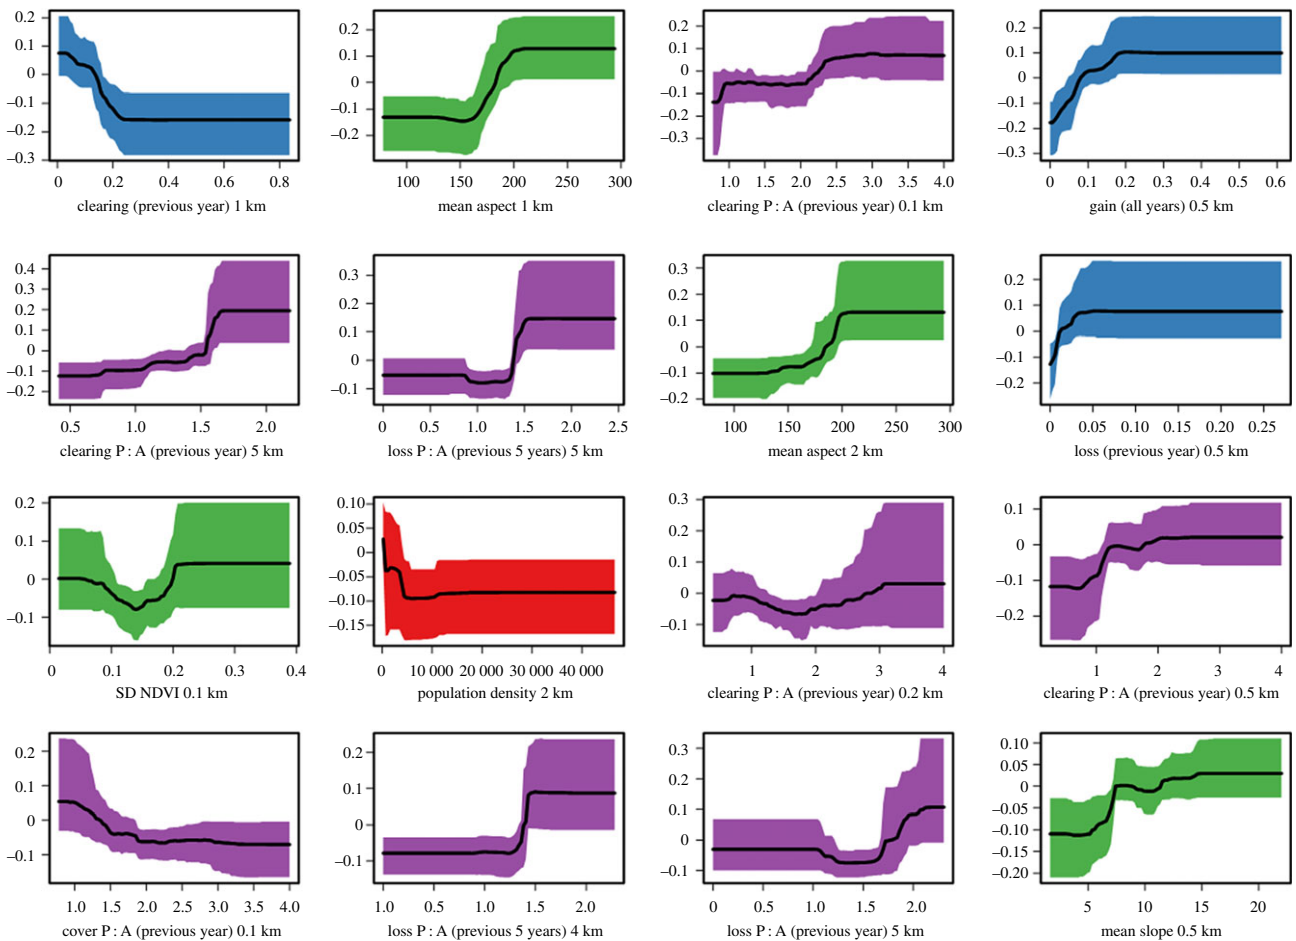 0.2
0.1
0
–0.1
–0.2
–0.3
0 0.2 0.4 0.6 0.8
clearing (previous year) 1 km
0.2
0.1
0
–0.1
–0.2
100 150 200 250 300
mean aspect 1 km
0.2
0.1
0
–0.1
–0.2
–0.3
1.0 1.5 2.0 2.5 3.0 3.5 4.0
clearing P : A (previous year) 0.1 km
0.2
0.1
0
–0.1
–0.2
–0.3
0 0.1 0.2 0.3 0.4 0.5 0.6
gain (all years) 0.5 km
0.4
0.3
0.2
0.1
0
–0.1
–0.2
0.5 1.0 1.5 2.0
clearing P : A (previous year) 5 km
0.3
0.2
0.1
0
–0.1
0 0.5 1.0 1.5 2.0 2.5
loss P : A (previous 5 years) 5 km
0.3
0.2
0.1
0
–0.1
–0.2
100 150 200 250 300
mean aspect 2 km
0.2
0.1
0
–0.1
–0.2
0 0.05 0.10 0.15 0.20 0.25
loss (previous year) 0.5 km
0.2
0.1
0
–0.1
0 0.1 0.2 0.3 0.4
SD NDVI 0.1 km
0.10
0.05
0
–0.05
–0.10
–0.15
0 10 000 20 000 30 000 40 000
population density 2 km
0.3
0.2
0.1
0
–0.1
1 2 3 4
clearing P : A (previous year) 0.2 km
0.1
0
–0.1
–0.2
1 2 3 4
clearing P : A (previous year) 0.5 km
0.2
0.1
0
–0.1
1.0 1.5 2.0 2.5 3.0 3.5 4.0
cover P : A (previous year) 0.1 km
0.2
0.1
0
–0.1
1.0 0.5 1.0 1.5 2.0
loss P : A (previous 5 years) 4 km
0.3
0.2
0.1
0
–0.1
0 0.5 1.0 1.5 2.0
loss P : A (previous year) 5 km
0.10
0.05
0
–0.05
–0.10
–0.15
–0.20
5 10 15 20
mean slope 0.5 km